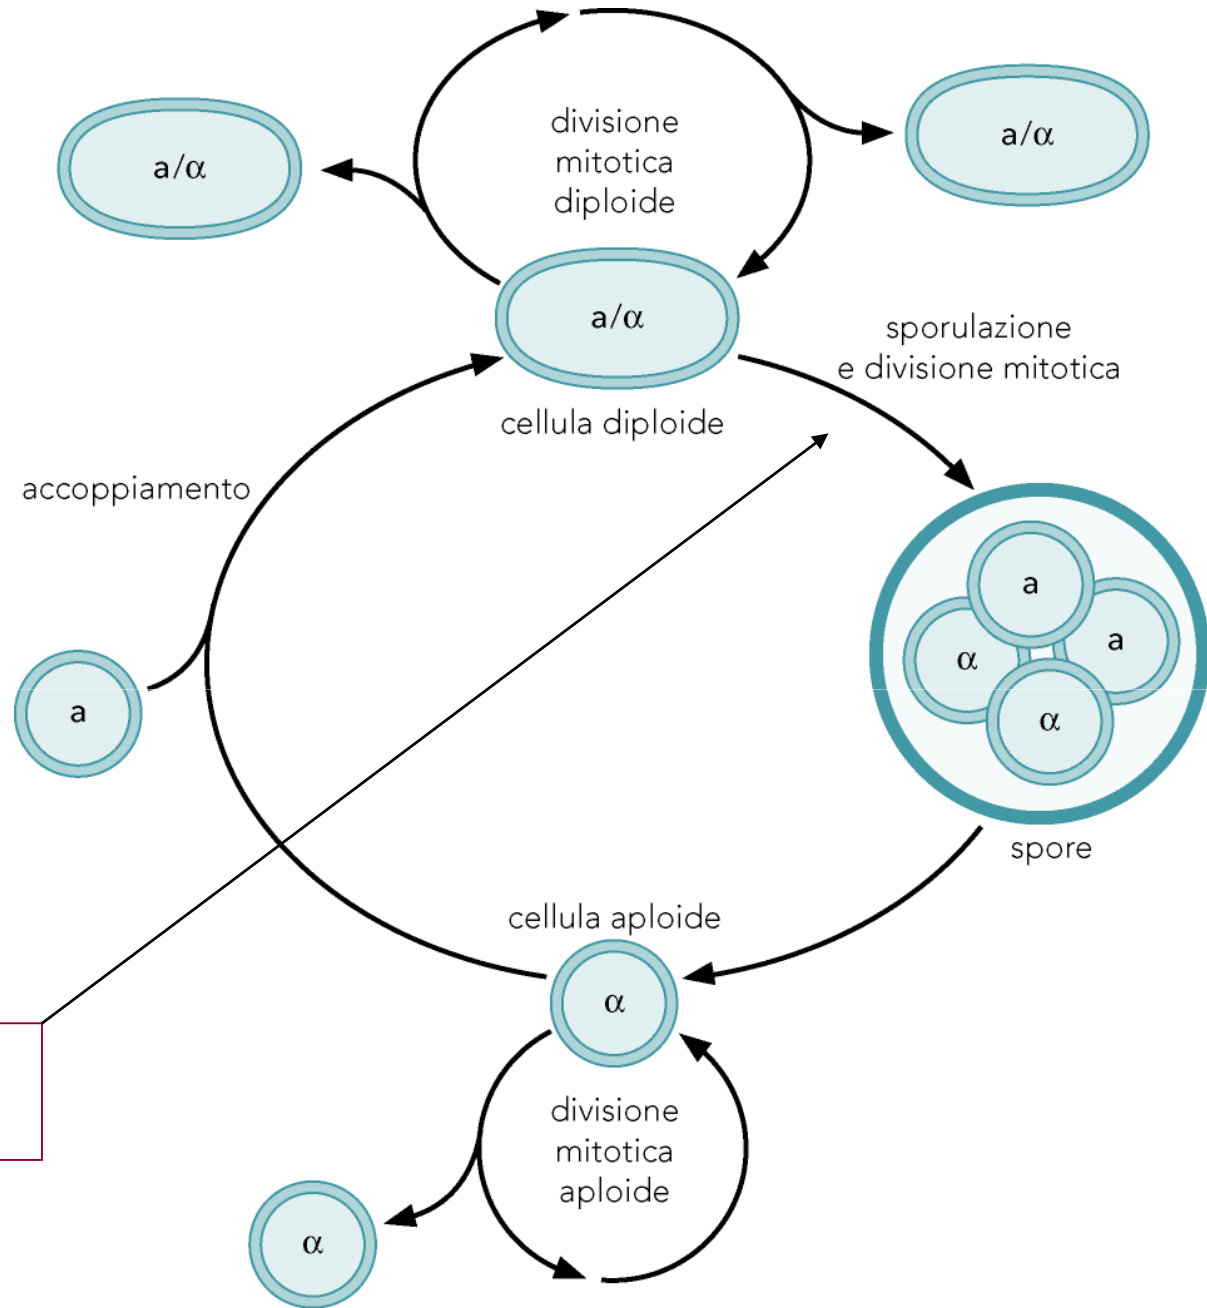 divisione
mitotica
diploide
a/α
a/α
a/α
cellula diploide
sporulazione
e divisione mitotica
accoppiamento
a
a
α
a
α
spore
cellula aploide
α
divisione
mitotica
aploide
α